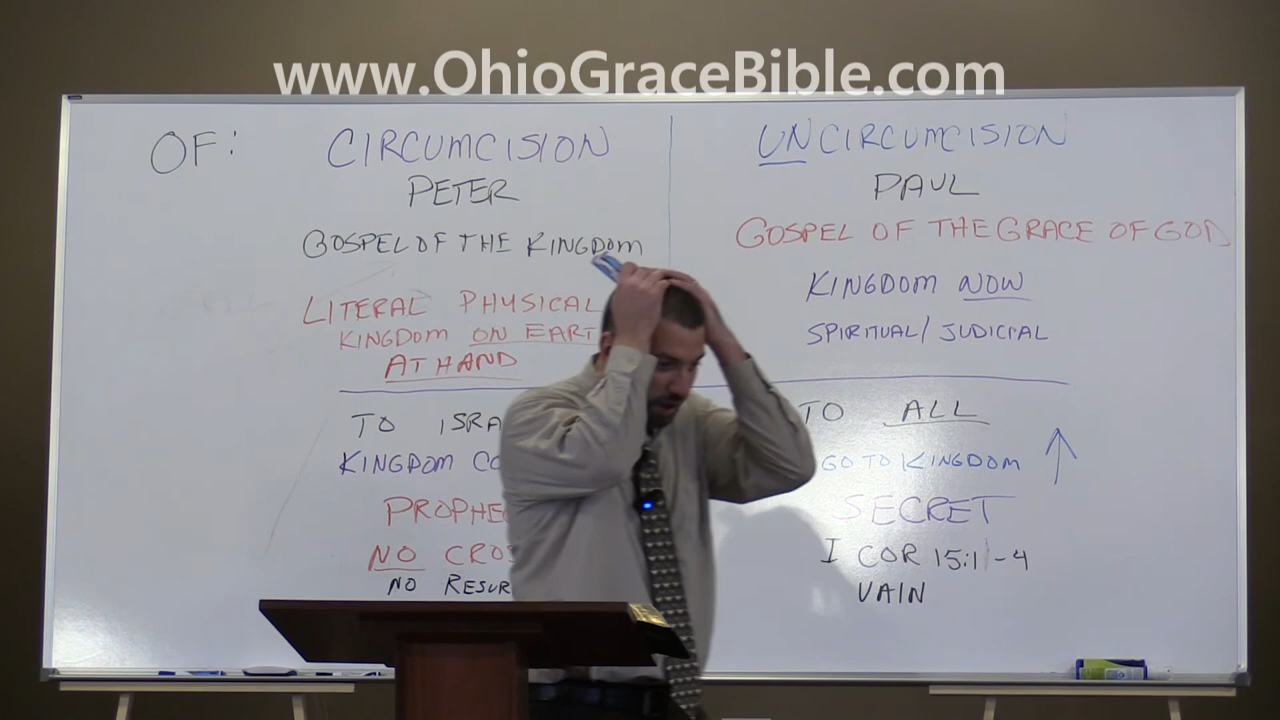 www.OhioGraceBible.com
OF: CIRCUMCISION
PETER
GOSPEL OF THE KINGDOM
LITERAL PHYSICAL
KINGDOM ON EART
AT HAND
TO ISRA
KINGDOM CO
PROPHE
NO CROS
NO RESUR
UNCIRCUMCISION
PAUL
GOSPEL OF THE GRACE OF GOD
KINGDOM NOW
SPIRITUAL/JUDICIAL
TO ALL
GO TO KINGDOM
SECRET
I COR 15:1-4
VAIN